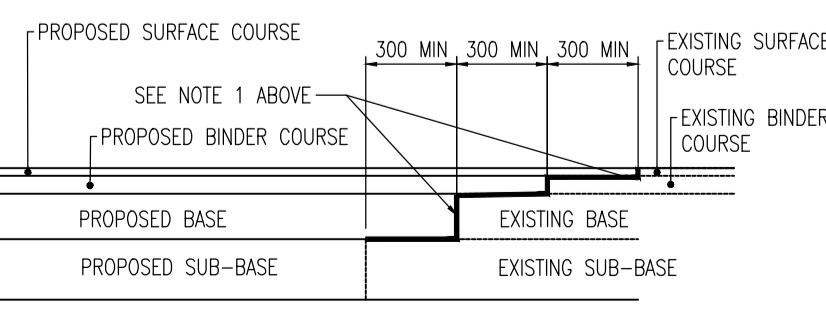 PROPOSED SURFACE COURSE
300 MIN 300 MIN 300 MIN
EXISTING SURFACE
COURSE
SEE NOTE 1 ABOVE
EXISTING BINDER
COURSE
PROPOSED BINDER COURSE
PROPOSED BASE
EXISTING BASE
PROPOSED SUB-BASE
EXISTING SUB-BASE